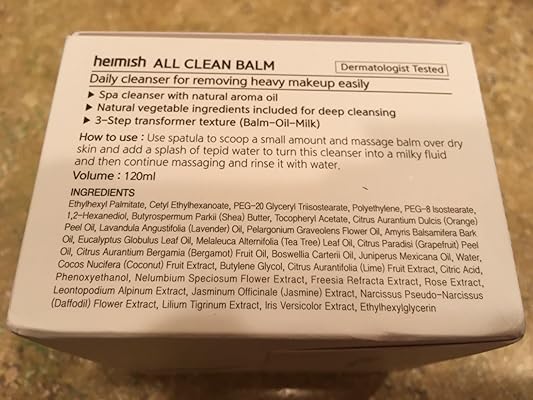 heimish ALL CLEAN BALM
Dermatologist Tested
Daily cleanser for removing heavy makeup easily
▶ Spa cleanser with natural aroma oil
▶ Natural vegetable ingredients included for deep cleansing
▶ 3-Step transformer texture (Balm-Oil-Milk)
How to use : Use spatula to scoop a small amount and massage balm over dry
skin and add a splash of tepid water to turn this cleanser into a milky fluid
and then continue massaging and rinse it with water.
Volume : 120ml
INGREDIENTS
Ethylhexyl Palmitate, Cetyl Ethylhexanoate, PEG-20 Glyceryl Triisostearate, Polyethylene, PEG-8 Isostearate,
1,2-Hexanediol, Butyrospermum Parkii (Shea) Butter, Tocopheryl Acetate, Citrus Aurantium Dulcis (Orange)
Peel Oil, Lavandula Angustifolia (Lavender) Oil, Pelargonium Graveolens Flower Oil, Amyris Balsamifera Bark
Oil, Eucalyptus Globulus Leaf Oil, Melaleuca Alternifolia (Tea Tree) Leaf Oil, Citrus Paradisi (Grapefruit) Peel
Oil, Citrus Aurantium Bergamia (Bergamot) Fruit Oil, Boswellia Carterii Oil, Juniperus Mexicana Oil, Water,
Cocos Nucifera (Coconut) Fruit Extract, Butylene Glycol, Citrus Aurantifolia (Lime) Fruit Extract, Citric Acid,
Phenoxyethanol, Nelumbium Speciosum Flower Extract, Freesia Refracta Extract, Rose Extract,
Leontopodium Alpinum Extract, Jasminum Officinale (Jasmine) Extract, Narcissus Pseudo-Narcissus
(Daffodil) Flower Extract, Lilium Tigrinum Extract, Iris Versicolor Extract, Ethylhexylglycerin